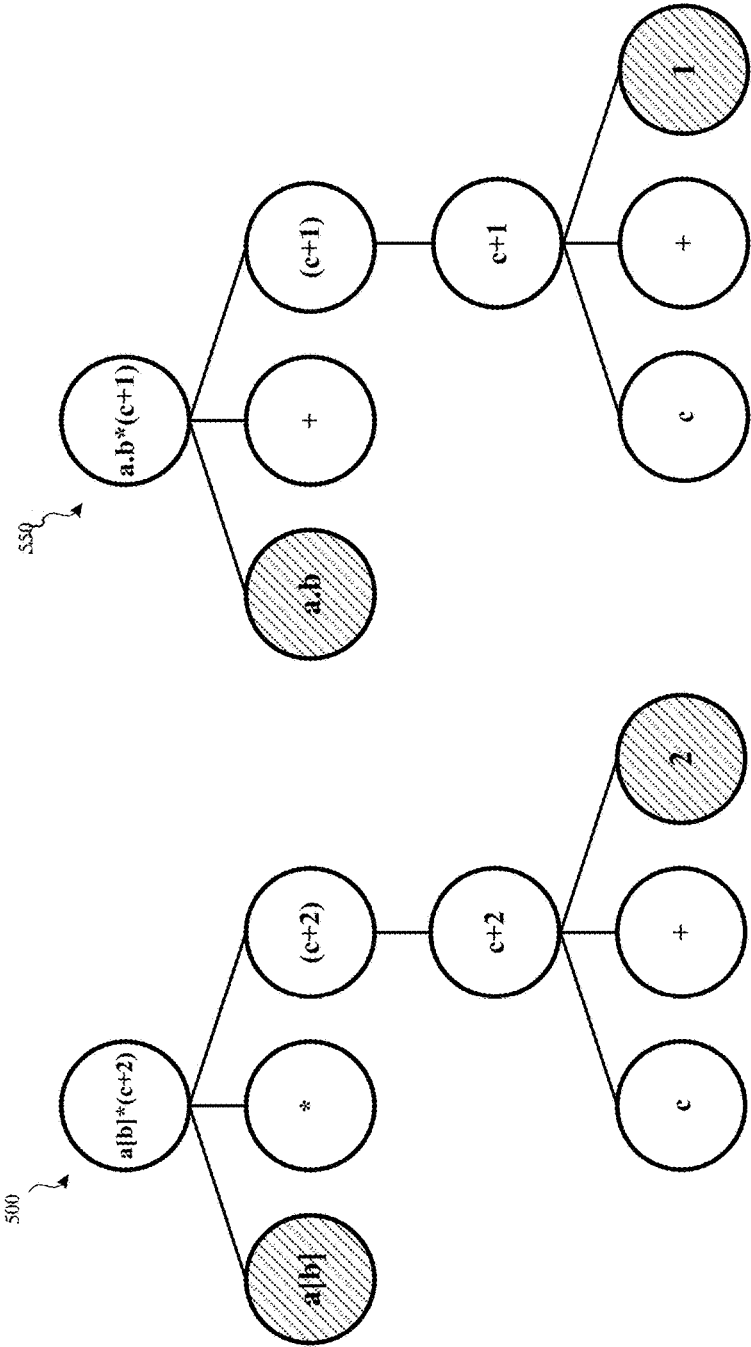 500
a[b]*(c+2)
a[b]
*
(c+2)
c+2
c
+
2
550
a.b*(c+1)
a.b
+
(c+1)
c+1
c
+
1